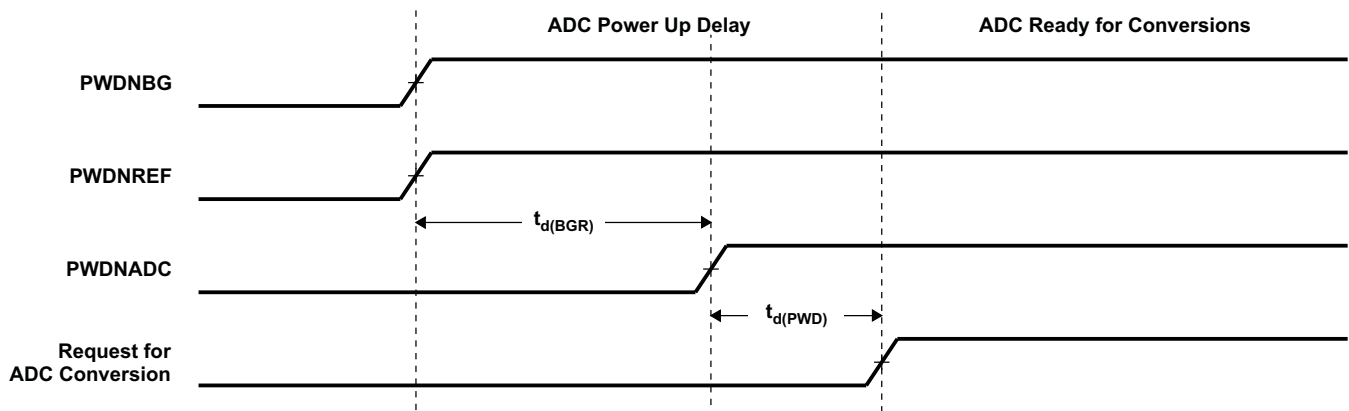 ADC Power Up Delay
ADC Ready for Conversions
PWDNBG
PWDNREF
td(BGR)
PWDNADC
td(PWD)
Request for
ADC Conversion